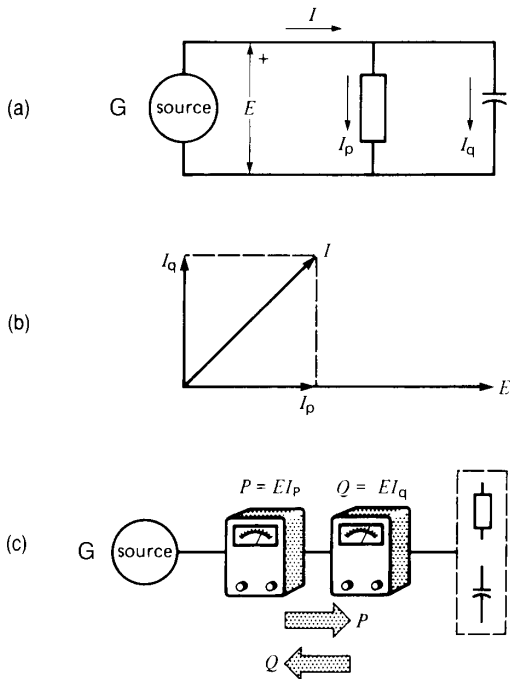 (a)
I
G source
+
E
Ip
Iq
(b)
Iq
I
Ip
E
(c)
P = EIP
Q = EIq
G source
P
Q